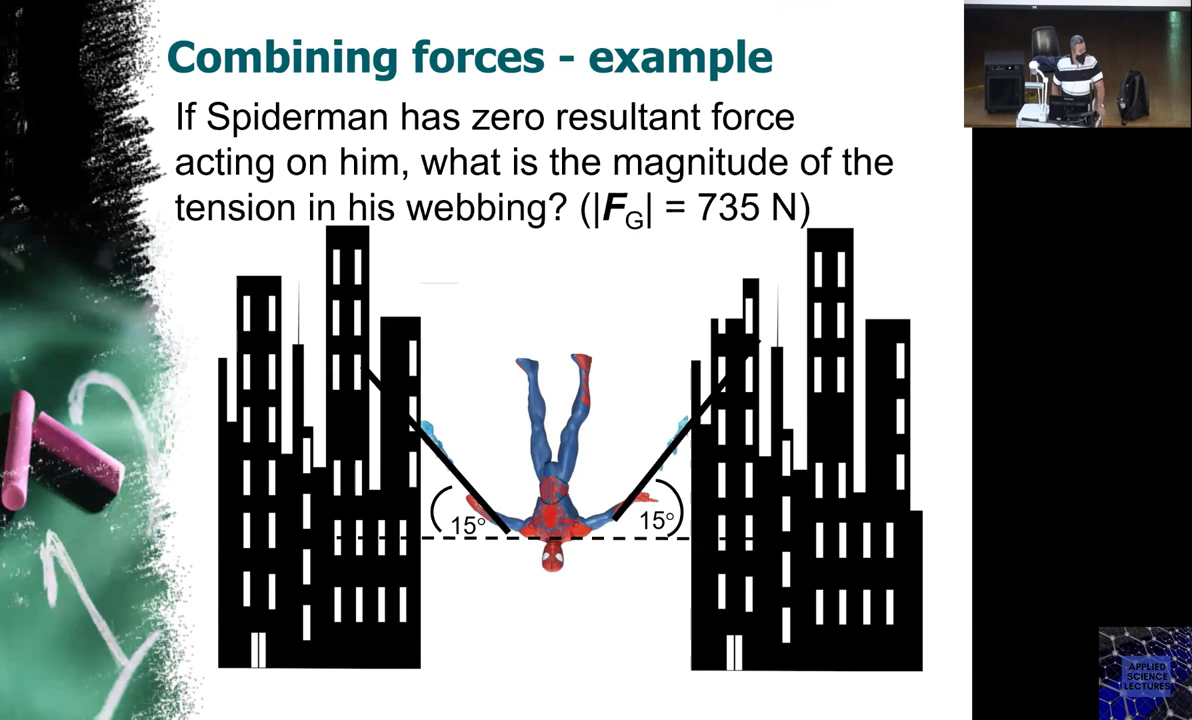 Combining forces - example
If Spiderman has zero resultant force
acting on him, what is the magnitude of the
tension in his webbing? (|F_G| = 735 N)
15°
15°
APPLIED
SCIENCE
LECTURES